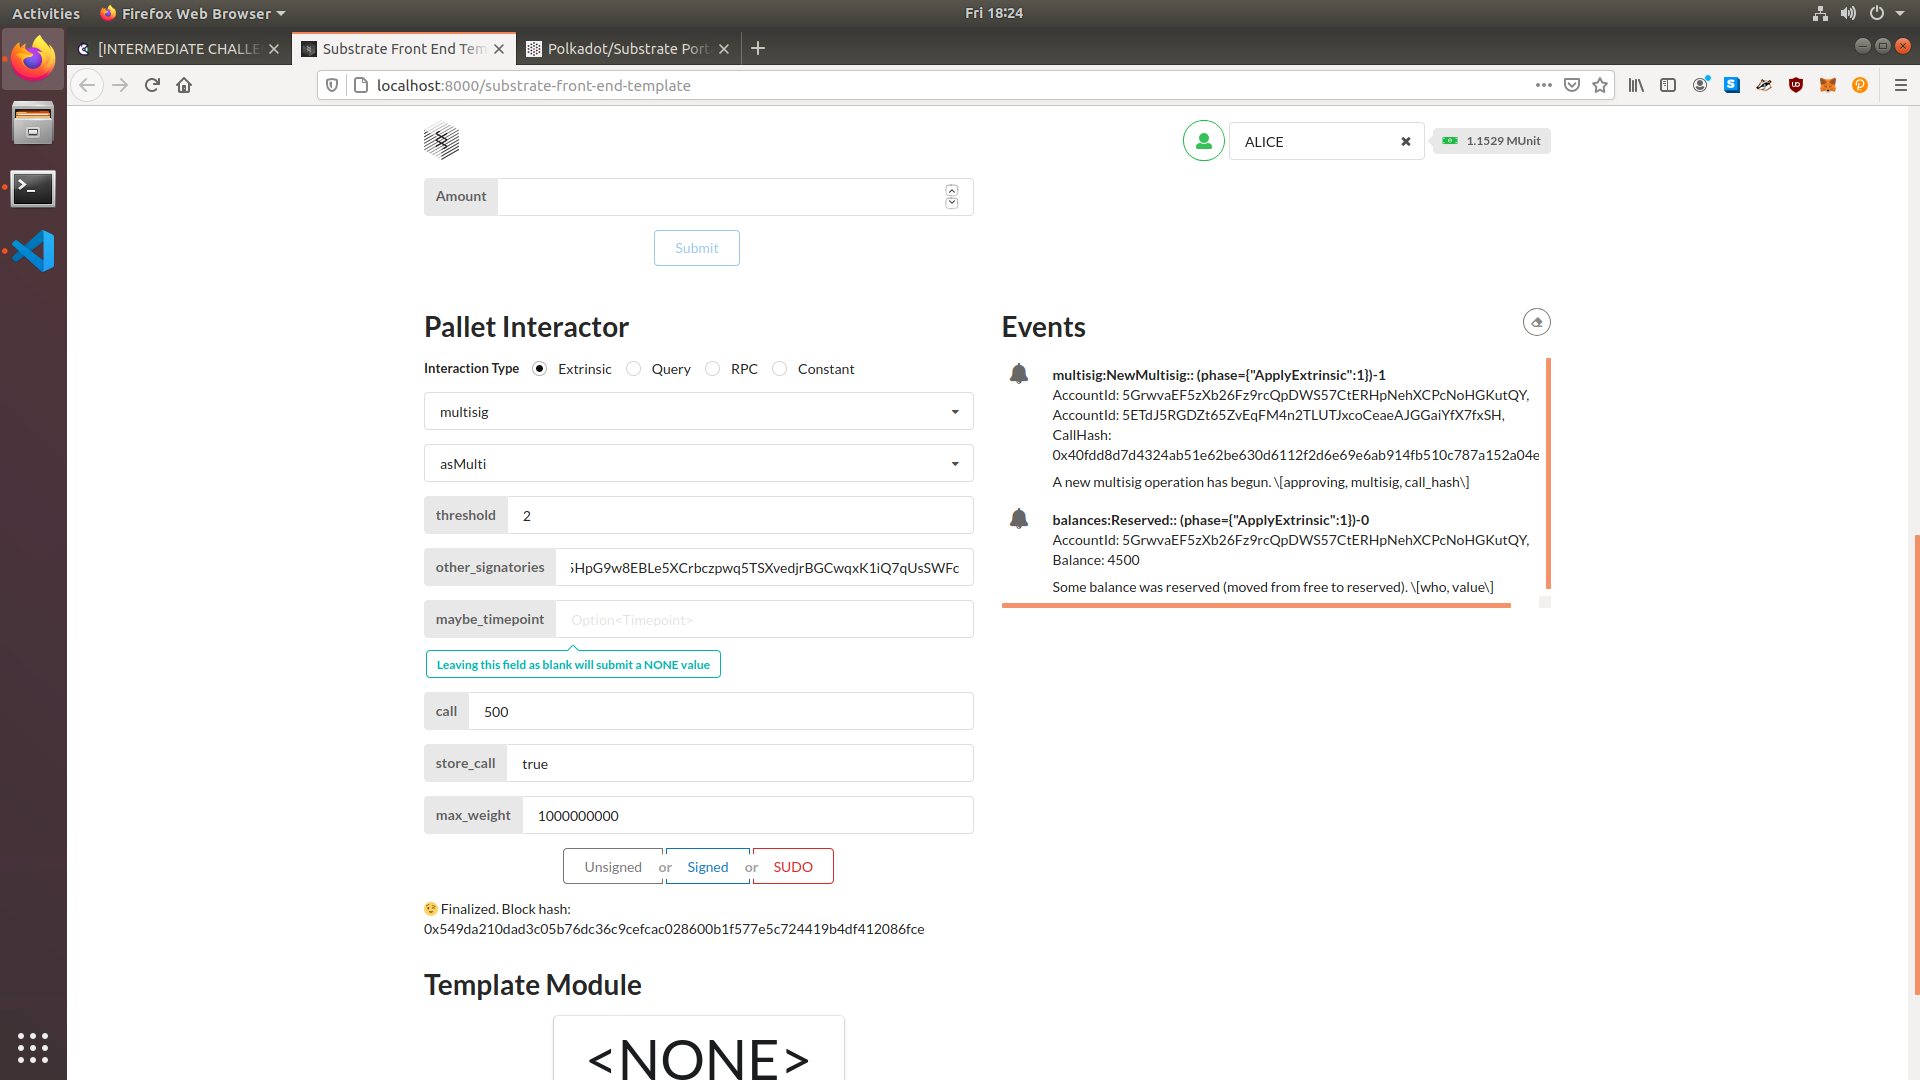 Activities
Firefox Web Browser
Fri 18:24
[INTERMEDIATE CHALLE
Substrate Front End Tem
Polkadot/Substrate Port
localhost:8000/substrate-front-end-template
ALICE
1.1529 MUnit
Amount
Submit
Pallet Interactor
Interaction Type Extrinsic Query RPC Constant
multisig
asMulti
threshold 2
other_signatories 5HpG9w8EBLe5XCrbczpwq5TSXvedjrBGCwqxK1iQ7qUsSWFc
maybe_timepoint Option<Timepoint>
Leaving this field as blank will submit a NONE value
call 500
store_call true
max_weight 1000000000
Unsigned or Signed or SUDO
Finalized. Block hash:
0x549da210dad3c05b76dc36c9cefcac028600b1f577e5c724419b4df412086fce
Events
multisig:NewMultisig:: (phase={"ApplyExtrinsic":1})-1
AccountId: 5GrwvaEF5zXb26Fz9rcQpDWS57CtERHpNehXCPcNoHGKutQY,
AccountId: 5ETdJ5RGDZt65ZvEqFM4n2TLUTJxcoCeaeAJGGaiYfX7fxSH,
CallHash:
0x40fdd8d7d4324ab51e62be630d6112f2d6e69e6ab914fb510c787a152a04e
A new multisig operation has begun. \[approving, multisig, call_hash\]
balances:Reserved:: (phase={"ApplyExtrinsic":1})-0
AccountId: 5GrwvaEF5zXb26Fz9rcQpDWS57CtERHpNehXCPcNoHGKutQY,
Balance: 4500
Some balance was reserved (moved from free to reserved). \[who, value\]
Template Module
<NONE>